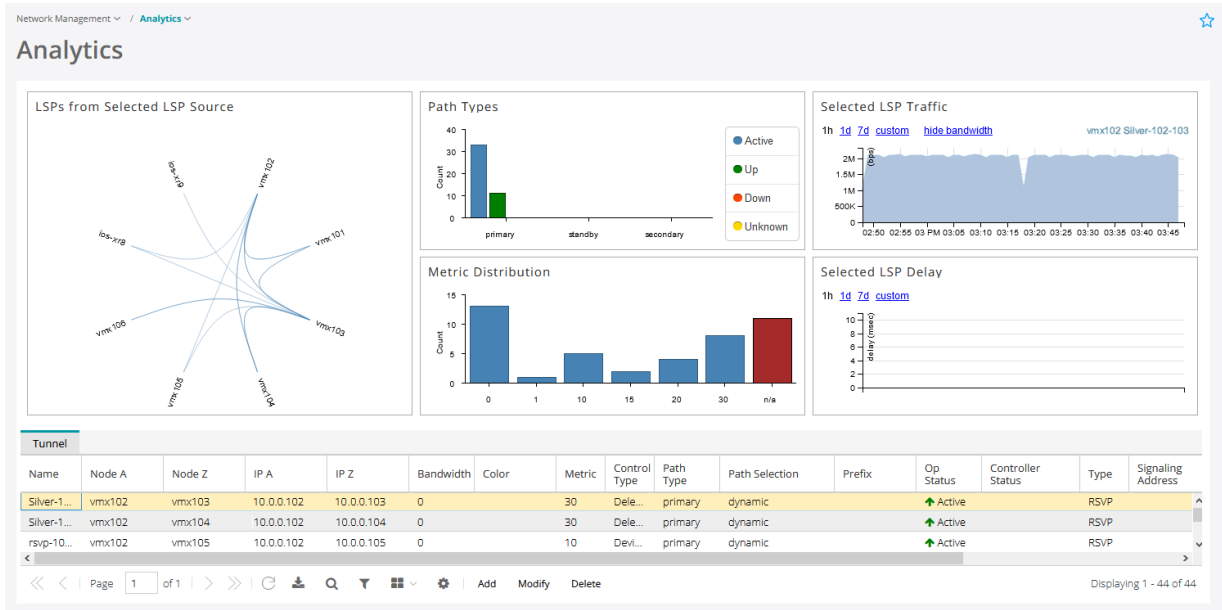 Network Management / Analytics
Analytics
LSPs from Selected LSP Source
ios-xr9
vmx102
ios-xr8
vmx101
vmx106
vmx103
vmx105
vmx104
Path Types
40
30
20
10
0
Count
primary standby secondary
Active
Up
Down
Unknown
Metric Distribution
15
10
5
0
Count
0 1 10 15 20 30 n/a
Selected LSP Traffic
1h 1d 7d custom hide bandwidth vmx102 Silver-102-103
(bps)
2M
1.5M
1M
500K
0
02:50 02:55 03 PM 03:05 03:10 03:15 03:20 03:25 03:30 03:35 03:40 03:45
Selected LSP Delay
1h 1d 7d custom
delay (msec)
10
8
6
4
2
0
Tunnel
Name Node A Node Z IP A IP Z Bandwidth Color Metric Control Type Path Type Path Selection Prefix Op Status Controller Status Type Signaling Address
Silver-1... vmx102 vmx103 10.0.0.102 10.0.0.103 0 30 Dele... primary dynamic Active RSVP
Silver-1... vmx102 vmx104 10.0.0.102 10.0.0.104 0 30 Dele... primary dynamic Active RSVP
rsvp-10... vmx102 vmx105 10.0.0.102 10.0.0.105 0 10 Devi... primary dynamic Active RSVP
Page 1 of 1 Add Modify Delete Displaying 1 - 44 of 44